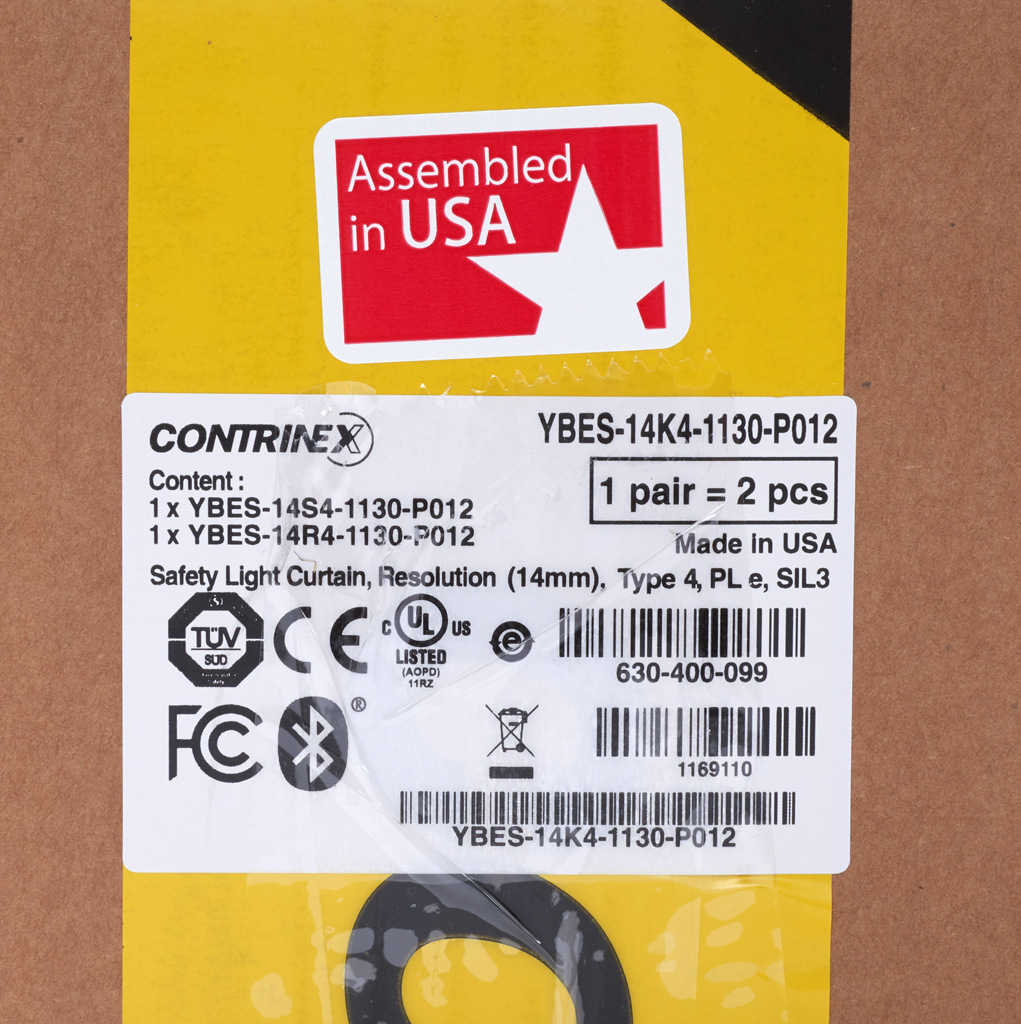 Assembled
in USA
CONTRINEX
YBES-14K4-1130-P012
Content :
1 x YBES-14S4-1130-P012
1 x YBES-14R4-1130-P012
1 pair = 2 pcs
Made in USA
Safety Light Curtain, Resolution (14mm), Type 4, PL e, SIL3
TÜV
SÜD
CE
C UL US
LISTED
(AOPD)
11RZ
e
630-400-099
FC
®
1169110
YBES-14K4-1130-P012